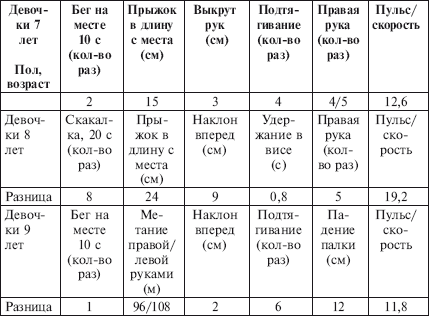 Девоч- Бег на Прыжок Выкрут Подтя- Правая Пульс/
ки 7 месте в длину рук гивание рука скорость
лет 10 с с места (см) (кол-во (кол-во
(кол-во (см) раз) раз)
Пол, раз)
возраст
2 15 3 4 4/5 12,6
Девоч- Скакал- Пры- Наклон Удер- Правая Пульс/
ки 8 ка, 20 с жок в вперед жание в рука ско-
лет (кол-во длину с (см) висе (кол- рость
раз) места (с) во раз)
(см)
Разница 8 24 9 0,8 5 19,2
Девоч- Бег на Ме- Наклон Подтя- Па- Пульс/
ки 9 месте тание вперед гивание дение ско-
лет 10 с правой/ (см) (кол-во палки рость
(кол-во левой раз) (см)
раз) руками
(м)
Разница 1 96/108 2 6 12 11,8